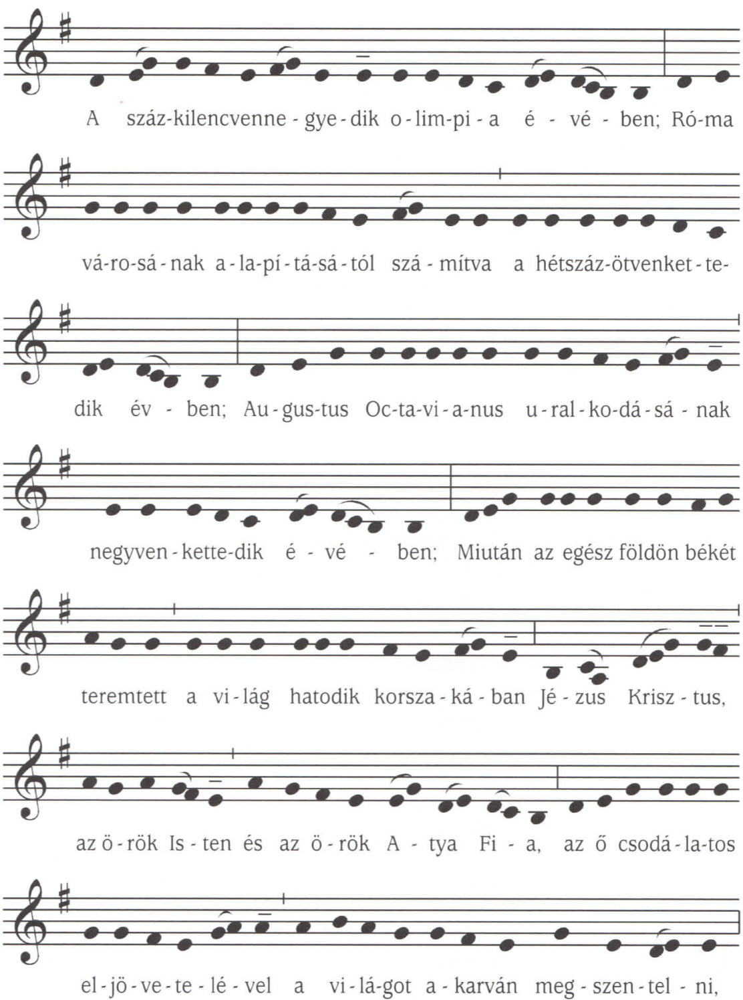 A száz-kilencvenne - gye - dik o - lim-pi - a é - vé - ben; Ró-ma
vá-ro-sá - nak a - la-pí - tá-sá - tól szá - mítva a hétszáz-ötvenket - te-
dik év - ben; Au - gus-tus Oc-ta-vi - a-nus u - ral - ko-dá - sá - nak
negyven - kette-dik é - vé - ben; Miután az egész földön békét
teremtett a vi - lág hatodik korsza - ká - ban Jé - zus Krisz - tus,
az ö - rök Is - ten és az ö - rök A - tya Fi - a, az ő csodá - la-tos
el - jö - ve - te - lé - vel a vi - lá-got a - karván meg - szen - tel - ni,